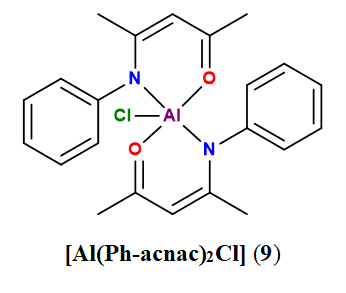 N
O
Cl
Al
O
N
[Al(Ph-acnac)₂Cl] (9)